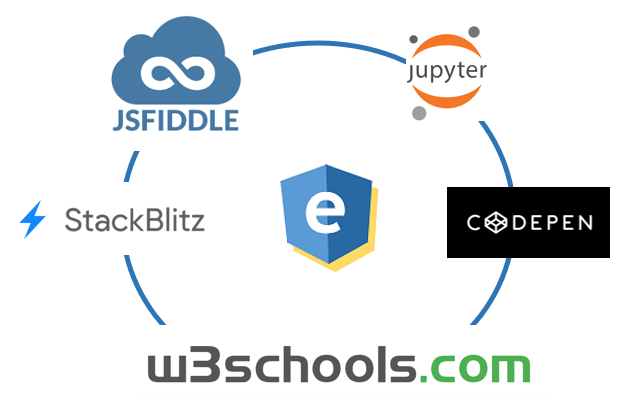 JSFIDDLE
jupyter
StackBlitz
e
CODEPEN
w3schools.com